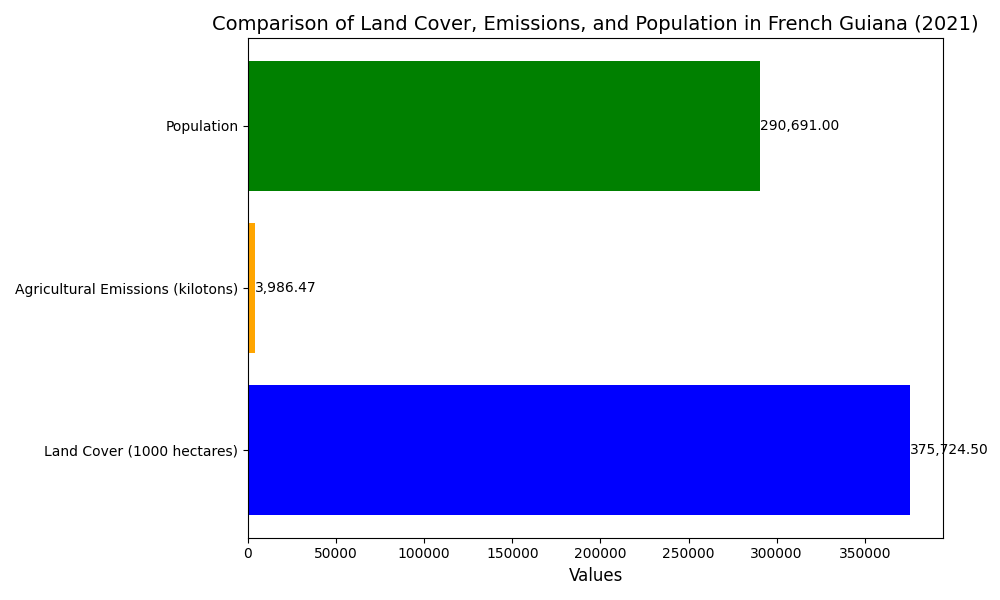 Comparison of Land Cover, Emissions, and Population in French Guiana (2021)
Population
290,691.00
Agricultural Emissions (kilotons)
3,986.47
Land Cover (1000 hectares)
375,724.50
0 50000 100000 150000 200000 250000 300000 350000
Values